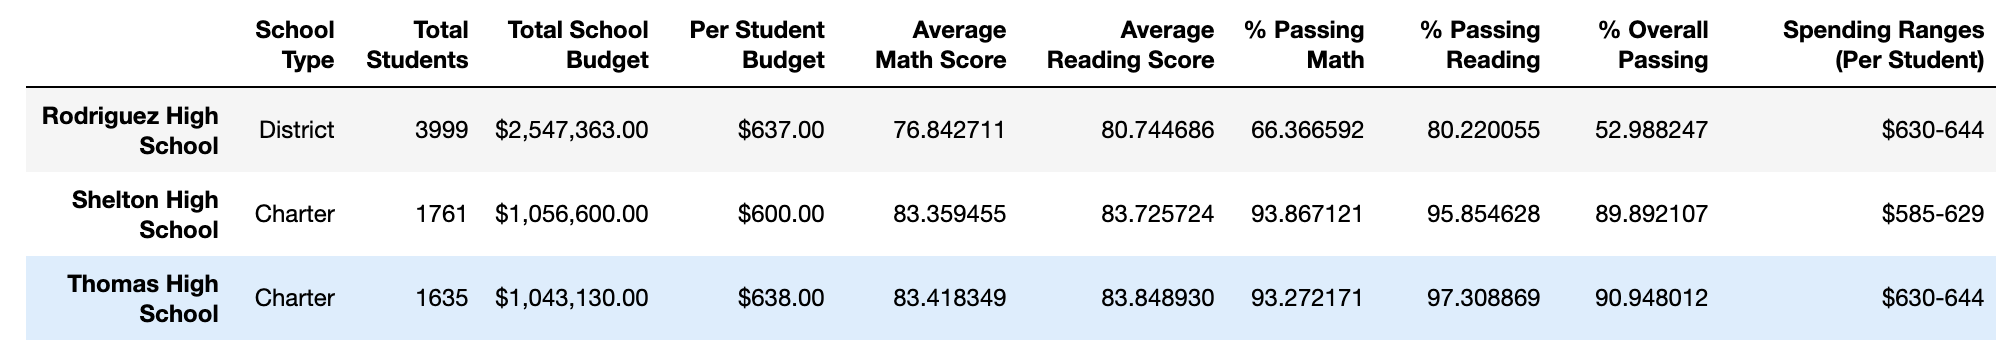 School Type Total Students Total School Budget Per Student Budget Average Math Score Average Reading Score % Passing Math % Passing Reading % Overall Passing Spending Ranges (Per Student)
Rodriguez High School District 3999 $2,547,363.00 $637.00 76.842711 80.744686 66.366592 80.220055 52.988247 $630-644
Shelton High School Charter 1761 $1,056,600.00 $600.00 83.359455 83.725724 93.867121 95.854628 89.892107 $585-629
Thomas High School Charter 1635 $1,043,130.00 $638.00 83.418349 83.848930 93.272171 97.308869 90.948012 $630-644